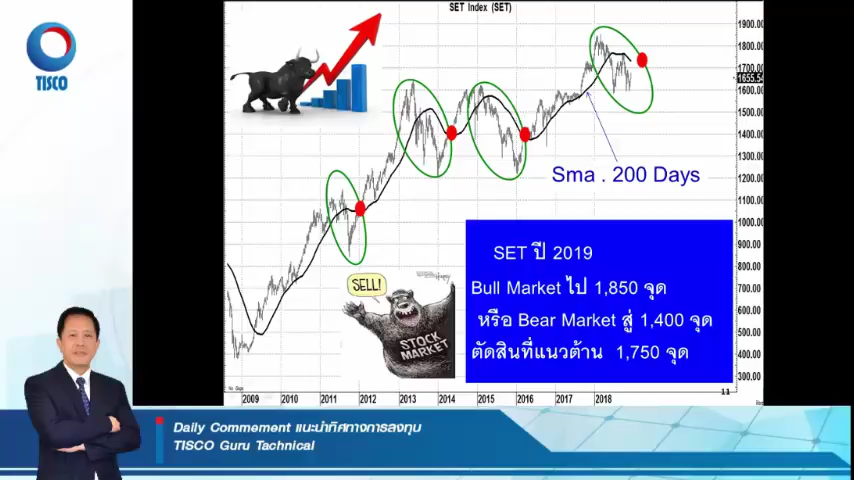 SET Index (SET)
TISCO
1900.00
1800.00
1700.00
1655.54
1600.00
1500.00
1400.00
1300.00
1200.00
1100.00
1000.00
900.00
800.00
700.00
600.00
500.00
400.00
300.00
Sma . 200 Days
SET ปี 2019
Bull Market ไป 1,850 จุด
หรือ Bear Market สู่ 1,400 จุด
ตัดสินที่แนวต้าน 1,750 จุด
SELL!
STOCK
MARKET
2009 2010 2011 2012 2013 2014 2015 2016 2017 2018
11
Daily Commement แนะนำทิศทางการลงทุน
TISCO Guru Tachnical